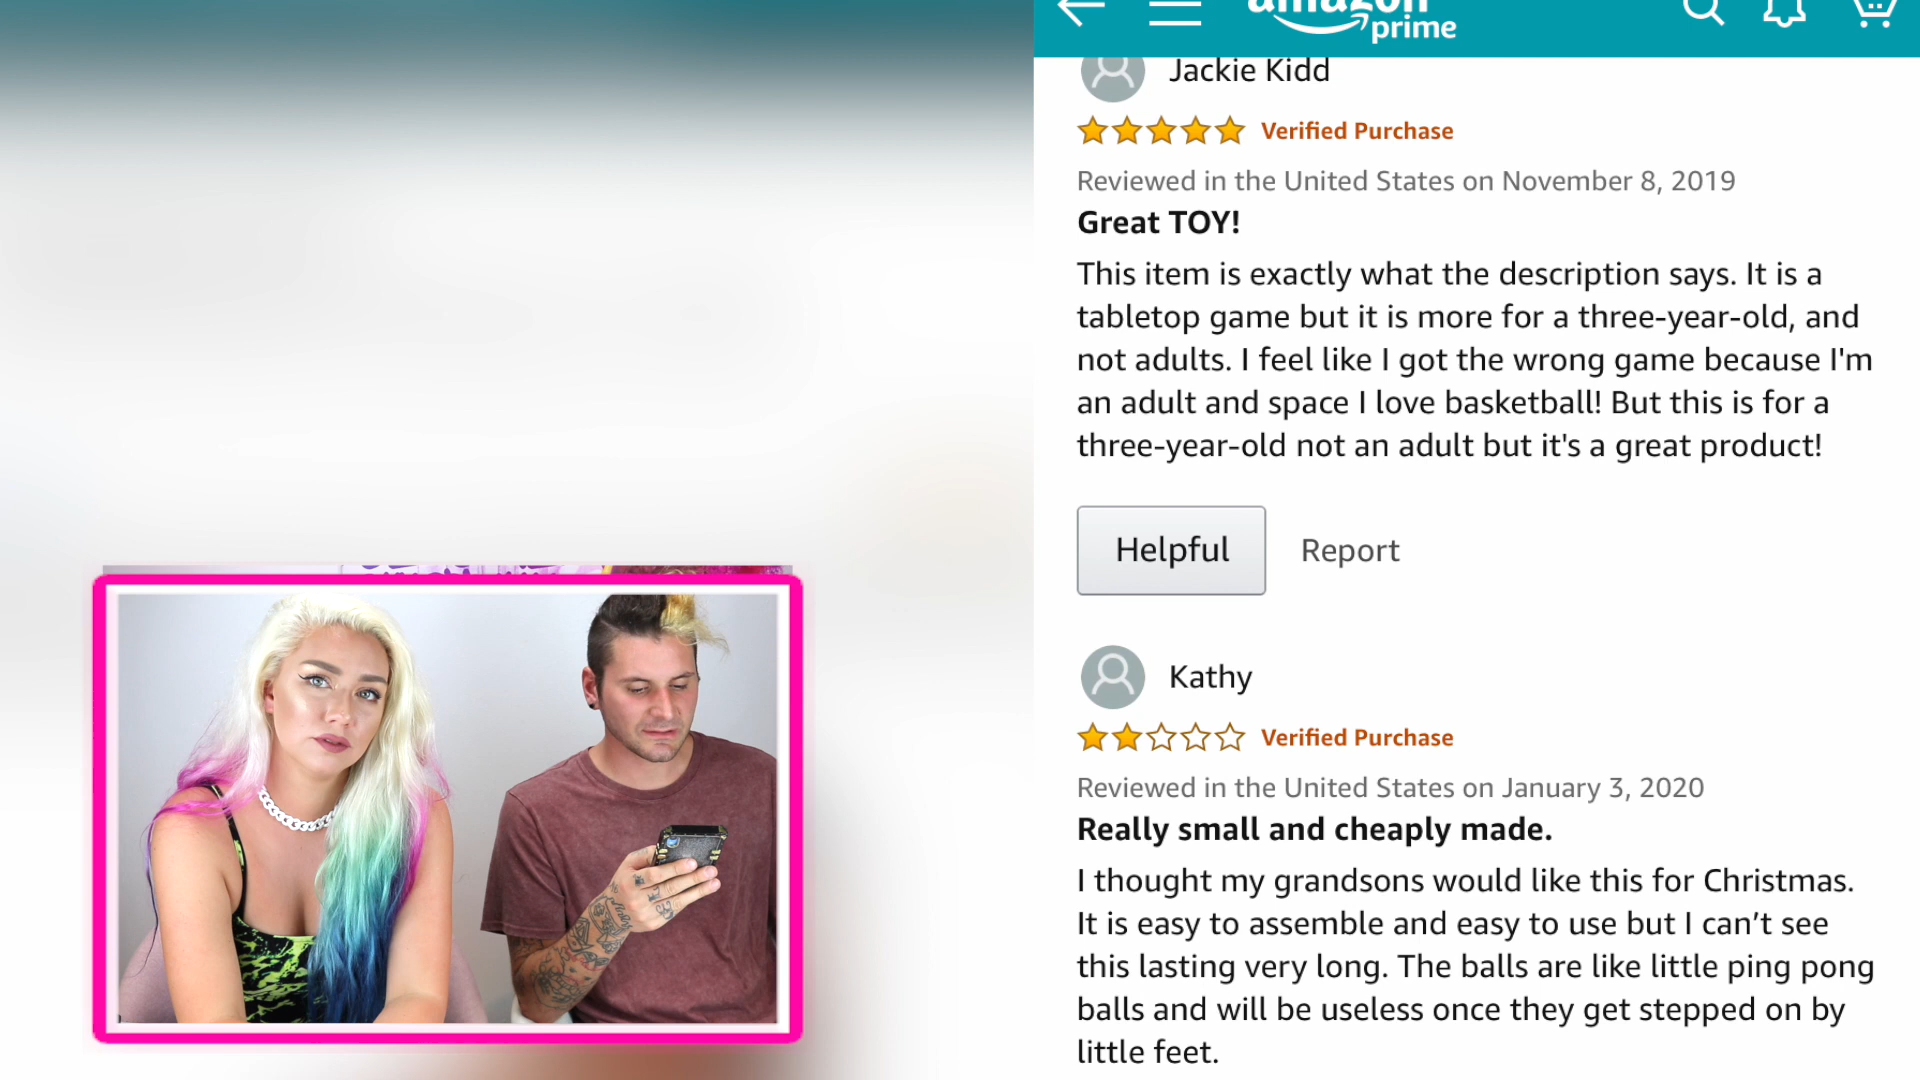 amazon
prime
Jackie Kidd
Verified Purchase
Reviewed in the United States on November 8, 2019
Great TOY!
This item is exactly what the description says. It is a
tabletop game but it is more for a three-year-old, and
not adults. I feel like I got the wrong game because I'm
an adult and space I love basketball! But this is for a
three-year-old not an adult but it's a great product!
Helpful
Report
Kathy
Verified Purchase
Reviewed in the United States on January 3, 2020
Really small and cheaply made.
I thought my grandsons would like this for Christmas.
It is easy to assemble and easy to use but I can’t see
this lasting very long. The balls are like little ping pong
balls and will be useless once they get stepped on by
little feet.